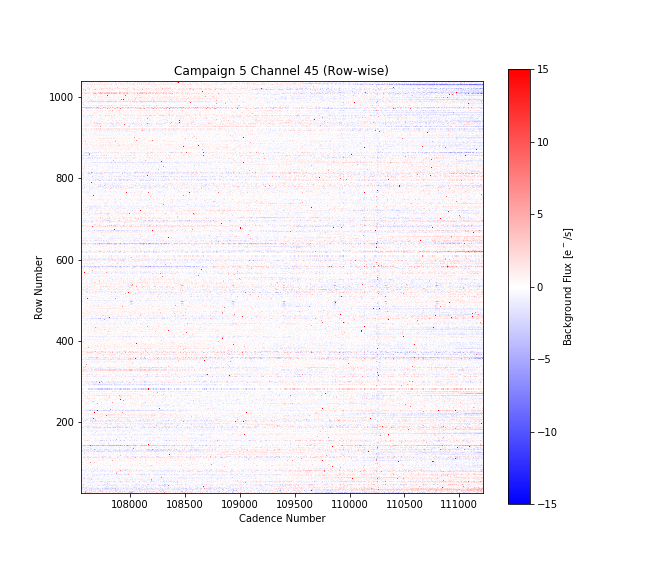 Campaign 5 Channel 45 (Row-wise)
1000
800
600
400
200
Row Number
108000 108500 109000 109500 110000 110500 111000
Cadence Number
15
10
5
0
−5
−10
−15
Background Flux [e⁻/s]